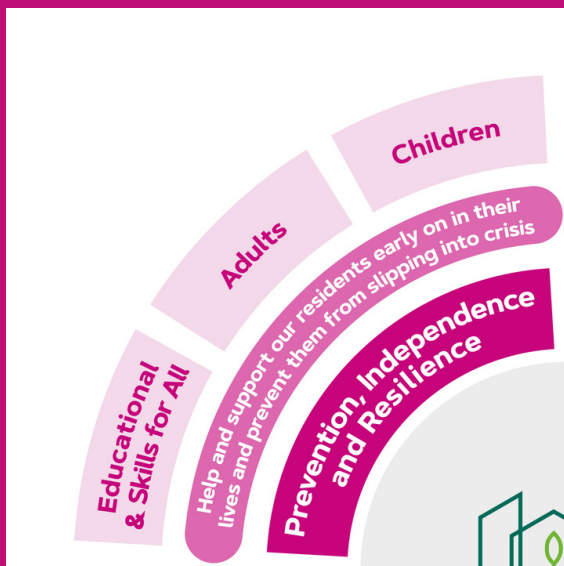 Children
Adults
Educational
& Skills for All
Help and support our residents early on in their
lives and prevent them from slipping into crisis
Prevention, Independence
and Resilience